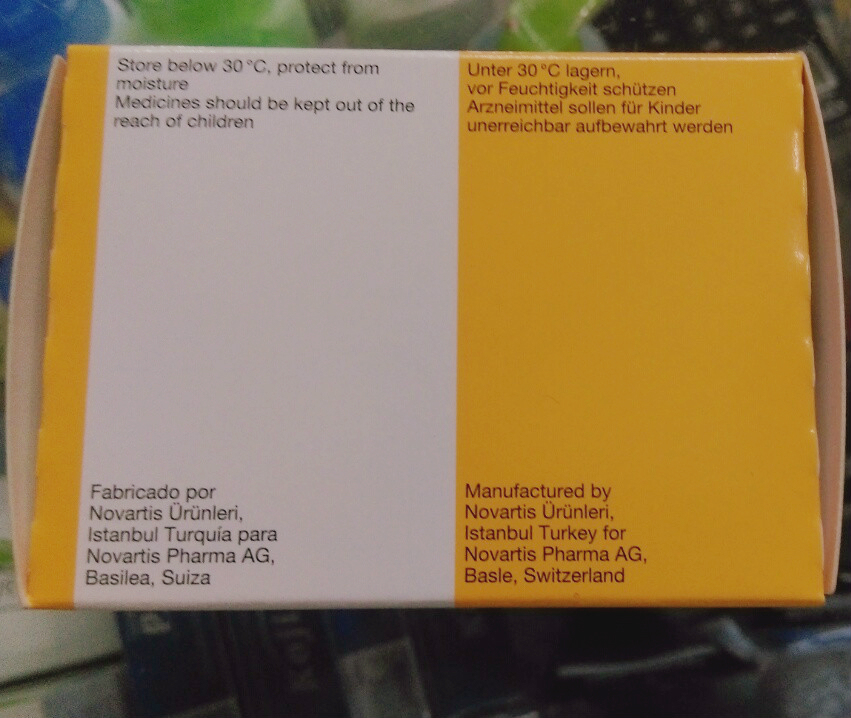 Store below 30 °C, protect from
moisture
Medicines should be kept out of the
reach of children
Unter 30 °C lagern,
vor Feuchtigkeit schützen
Arzneimittel sollen für Kinder
unerreichbar aufbewahrt werden
Fabricado por
Novartis Ürünleri,
Istanbul Turquía para
Novartis Pharma AG,
Basilea, Suiza
Manufactured by
Novartis Ürünleri,
Istanbul Turkey for
Novartis Pharma AG,
Basle, Switzerland